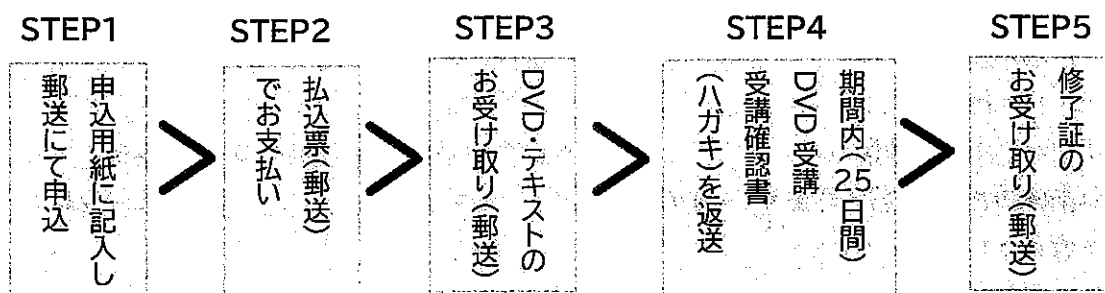 STEP1
申込用紙に記入し
郵送にて申込
STEP2
払込票(郵送)
でお支払い
STEP3
DVD・テキストの
お受け取り(郵送)
STEP4
期間内(25日間)
DVD 受講
受講確認書
(ハガキ)を返送
STEP5
修了証の
お受け取り(郵送)